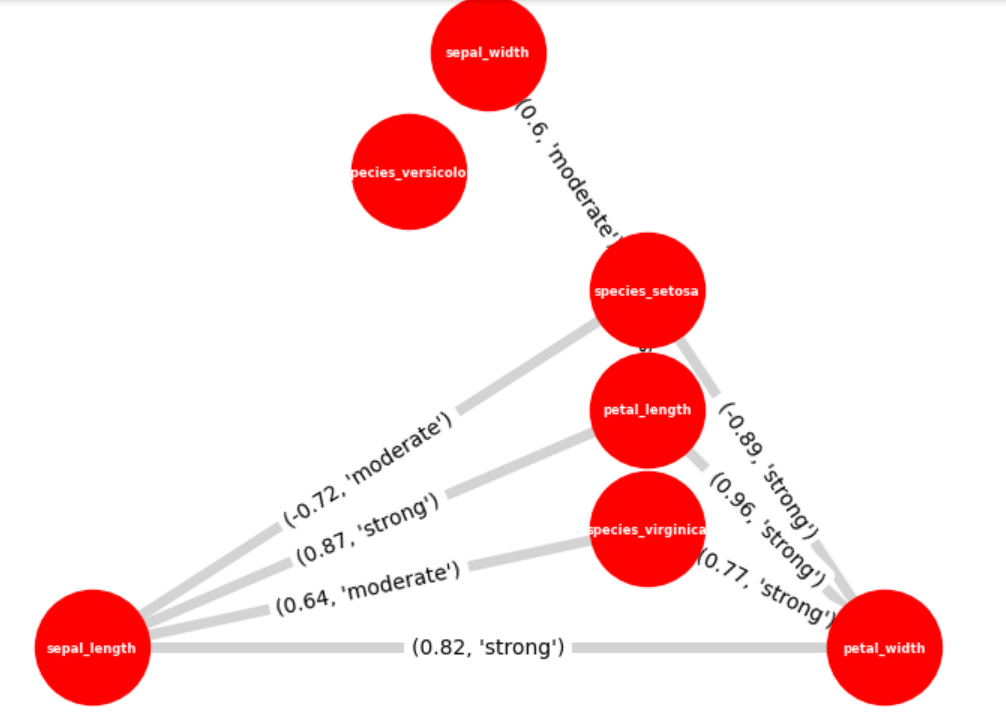 sepal_width
(0.6, 'moderate')
pecies_versicolo
species_setosa
petal_length
(-0.72, 'moderate')
(-0.89, 'strong')
(0.87, 'strong')
(0.96, 'strong')
species_virginica
(0.64, 'moderate')
(0.77, 'strong')
sepal_length
(0.82, 'strong')
petal_width